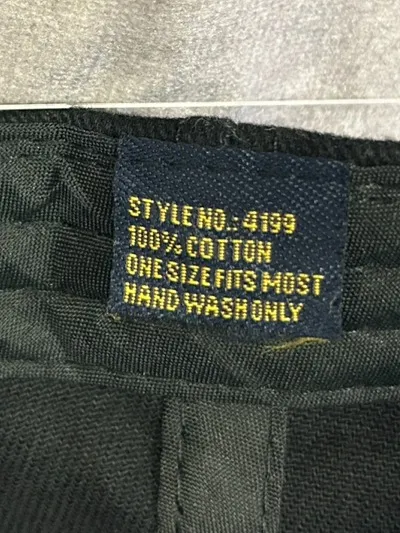 STYLE NO.: 4199
100% COTTON
ONE SIZE FITS MOST
HAND WASH ONLY